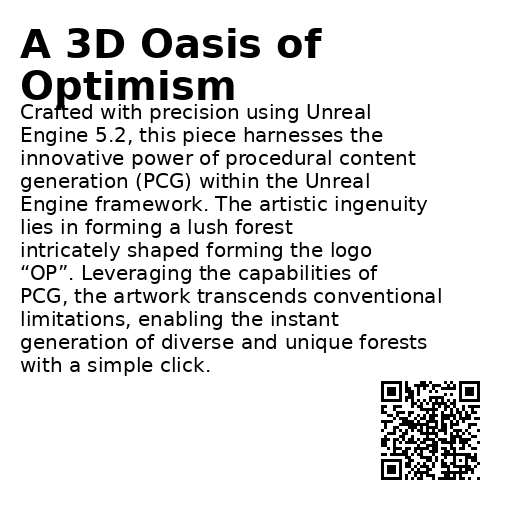 A 3D Oasis of
Optimism
Crafted with precision using Unreal
Engine 5.2, this piece harnesses the
innovative power of procedural content
generation (PCG) within the Unreal
Engine framework. The artistic ingenuity
lies in forming a lush forest
intricately shaped forming the logo
“OP”. Leveraging the capabilities of
PCG, the artwork transcends conventional
limitations, enabling the instant
generation of diverse and unique forests
with a simple click.